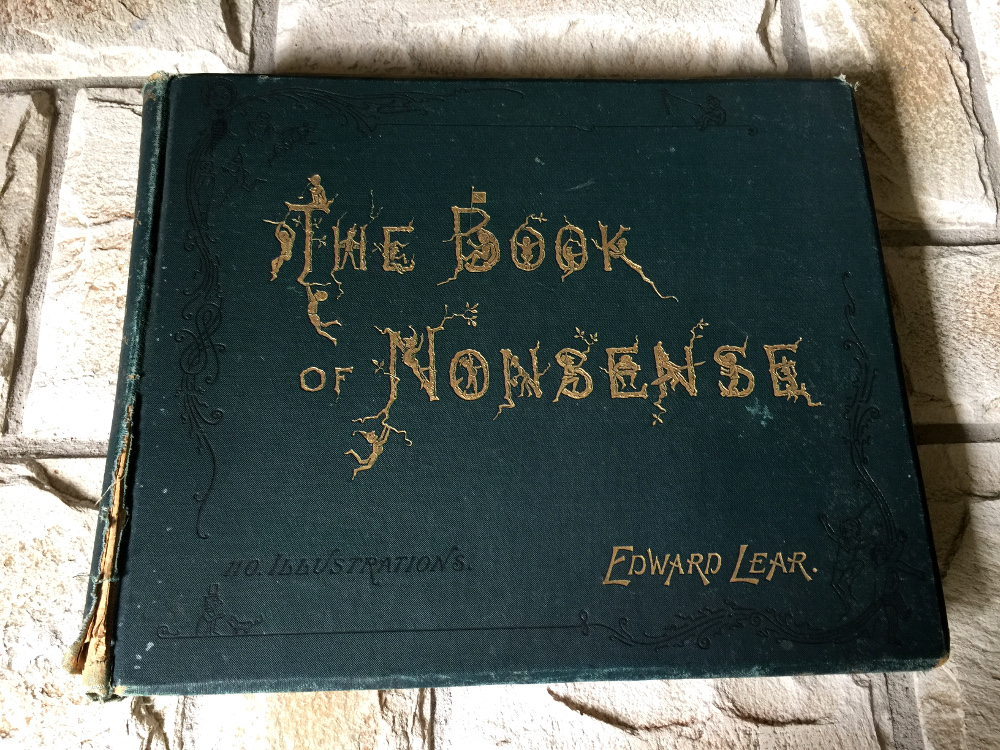 The Book
of Nonsense
110. Illustrations.
Edward Lear.